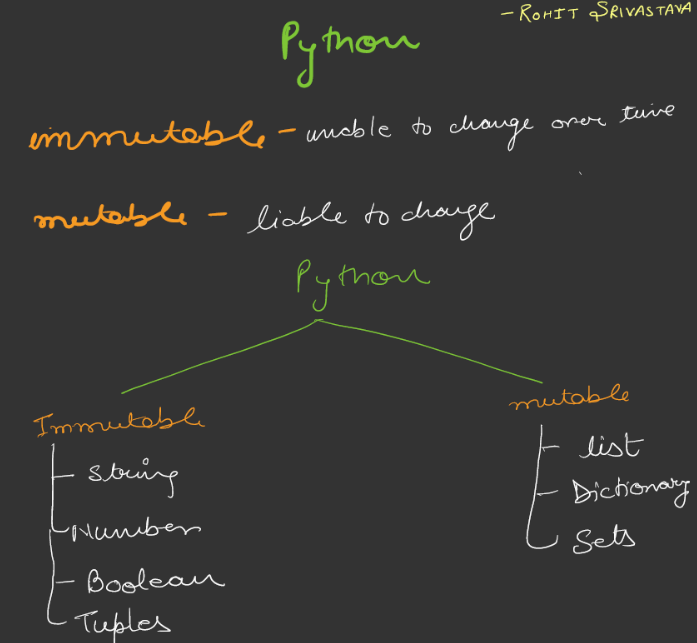 - ROHIT SRIVASTAVA
Python
immutable - unable to change over time
mutable - liable to change
Python
Immutable
String
Number
Boolean
Tuples
mutable
list
Dictionary
Sets